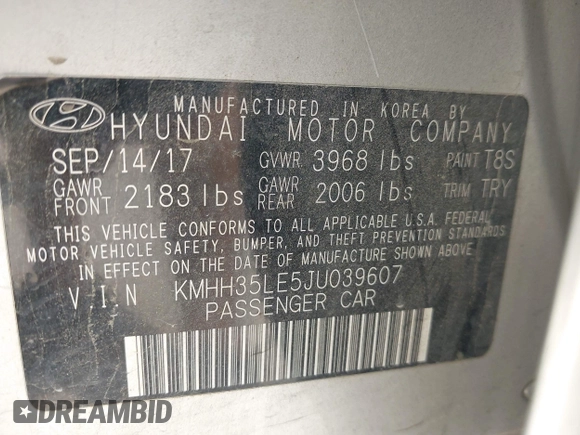 MANUFACTURED IN KOREA BY
HYUNDAI MOTOR COMPANY
SEP/14/17 GVWR 3968 lbs PAINT T8S
GAWR FRONT 2183 lbs GAWR REAR 2006 lbs TRIM TRY
THIS VEHICLE CONFORMS TO ALL APPLICABLE U.S.A. FEDERAL
MOTOR VEHICLE SAFETY, BUMPER, AND THEFT PREVENTION STANDARDS
IN EFFECT ON THE DATE OF MANUFACTURE SHOWN ABOVE.
V I N KMHH35LE5JU039607
PASSENGER CAR
DREAMBID